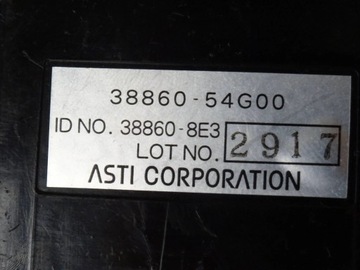 38860-54G00
ID NO. 38860-8E3
LOT NO. 2917
ASTI CORPORATION